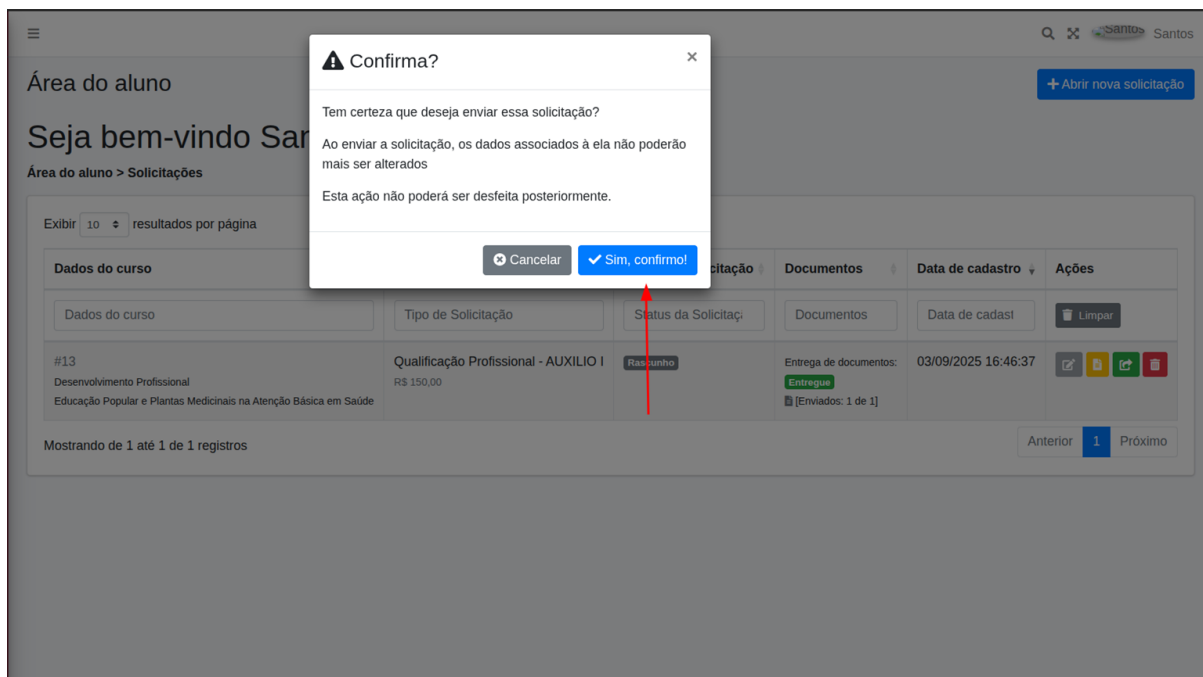 Santos Santos
Confirma? ×
Área do aluno
Abrir nova solicitação
Tem certeza que deseja enviar essa solicitação?
Seja bem-vindo
Ao enviar a solicitação, os dados associados à ela não poderão
mais ser alterados
Área do aluno > Solicitações
Esta ação não poderá ser desfeita posteriormente.
Exibir 10 resultados por página
Cancelar Sim, confirmo!
Dados do curso Documentos Data de cadastro Ações
Dados do curso Tipo de Solicitação Status da Solicitaç Documentos Data de cadast Limpar
#13 Qualificação Profissional - AUXILIO I Rascunho Entrega de documentos: 03/09/2025 16:46:37
Desenvolvimento Profissional R$ 150,00 Entregue
Educação Popular e Plantas Medicinais na Atenção Básica em Saúde [Enviados: 1 de 1]
Mostrando de 1 até 1 de 1 registros Anterior 1 Próximo